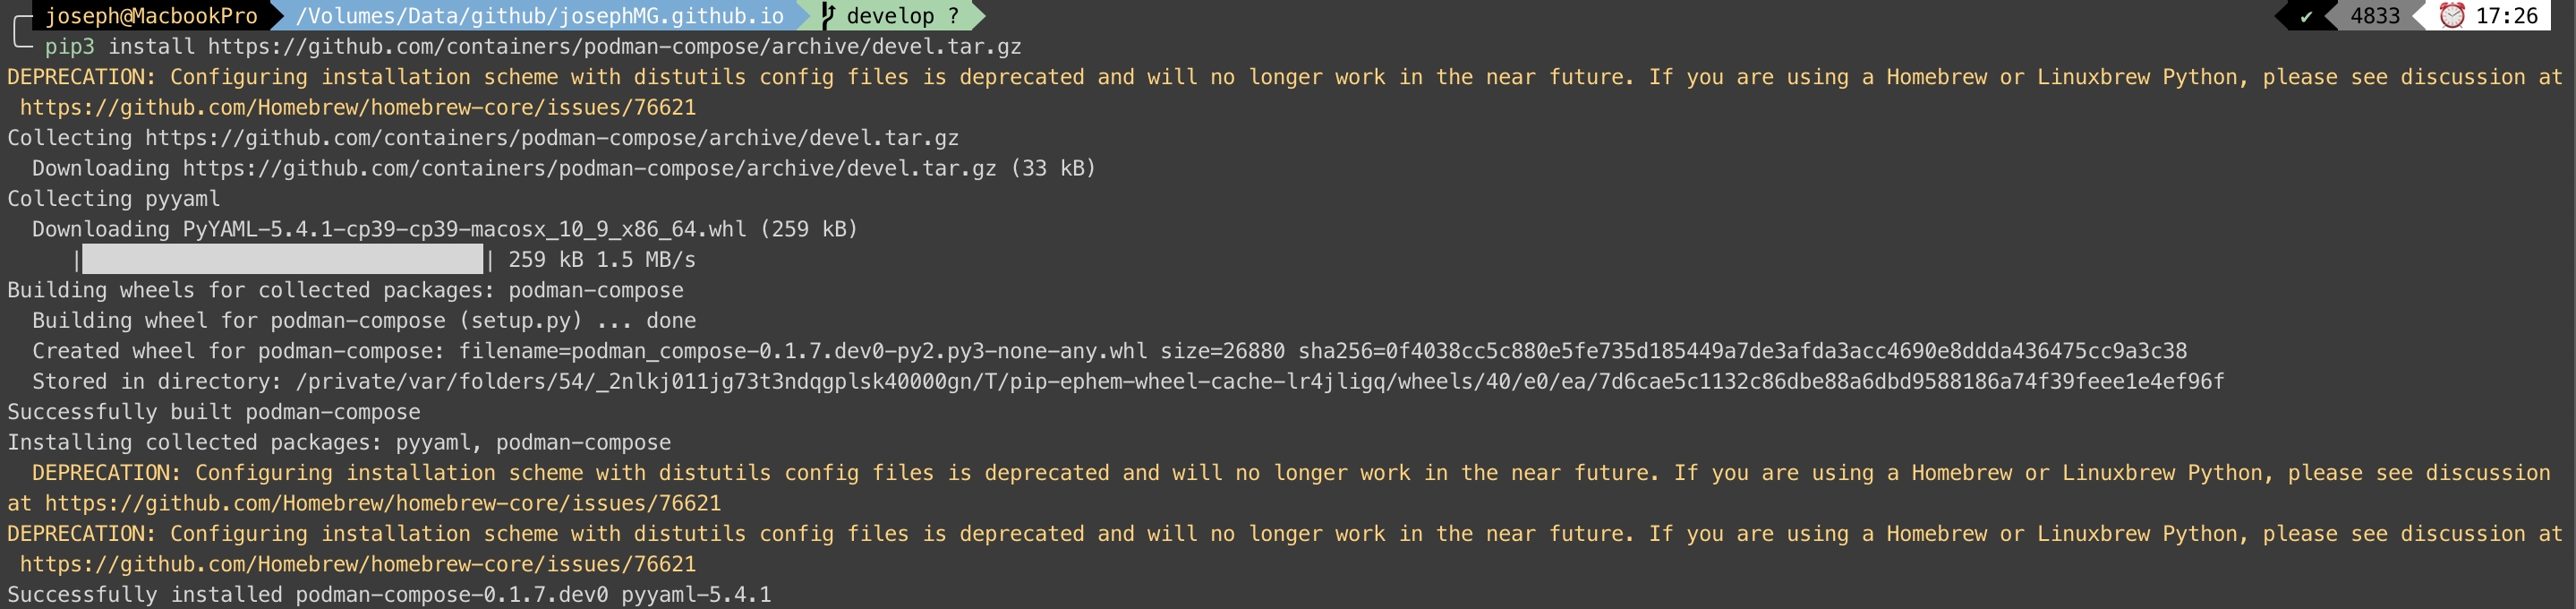 joseph@MacbookPro /Volumes/Data/github/josephMG.github.io develop ? ✔ 4833 17:26
pip3 install https://github.com/containers/podman-compose/archive/devel.tar.gz
DEPRECATION: Configuring installation scheme with distutils config files is deprecated and will no longer work in the near future. If you are using a Homebrew or Linuxbrew Python, please see discussion at
https://github.com/Homebrew/homebrew-core/issues/76621
Collecting https://github.com/containers/podman-compose/archive/devel.tar.gz
Downloading https://github.com/containers/podman-compose/archive/devel.tar.gz (33 kB)
Collecting pyyaml
Downloading PyYAML-5.4.1-cp39-cp39-macosx_10_9_x86_64.whl (259 kB)
| | 259 kB 1.5 MB/s
Building wheels for collected packages: podman-compose
Building wheel for podman-compose (setup.py) ... done
Created wheel for podman-compose: filename=podman_compose-0.1.7.dev0-py2.py3-none-any.whl size=26880 sha256=0f4038cc5c880e5fe735d185449a7de3afda3acc4690e8ddda436475cc9a3c38
Stored in directory: /private/var/folders/54/_2nlkj011jg73t3ndqgplsk40000gn/T/pip-ephem-wheel-cache-lr4jligq/wheels/40/e0/ea/7d6cae5c1132c86dbe88a6dbd9588186a74f39feee1e4ef96f
Successfully built podman-compose
Installing collected packages: pyyaml, podman-compose
DEPRECATION: Configuring installation scheme with distutils config files is deprecated and will no longer work in the near future. If you are using a Homebrew or Linuxbrew Python, please see discussion
at https://github.com/Homebrew/homebrew-core/issues/76621
DEPRECATION: Configuring installation scheme with distutils config files is deprecated and will no longer work in the near future. If you are using a Homebrew or Linuxbrew Python, please see discussion at
https://github.com/Homebrew/homebrew-core/issues/76621
Successfully installed podman-compose-0.1.7.dev0 pyyaml-5.4.1